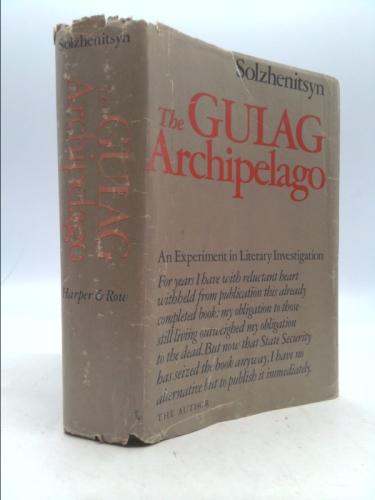 Solzhenitsyn
The GULAG
Archipelago
Harper & Row
Solzhenitsyn
The GULAG
Archipelago
An Experiment in Literary Investigation
For years I have with reluctant heart
withheld from publication this already
completed book: my obligation to those
still living outweighed my obligation
to the dead. But now that State Security
has seized the book anyway, I have no
alternative but to publish it immediately.
THE AUTHOR